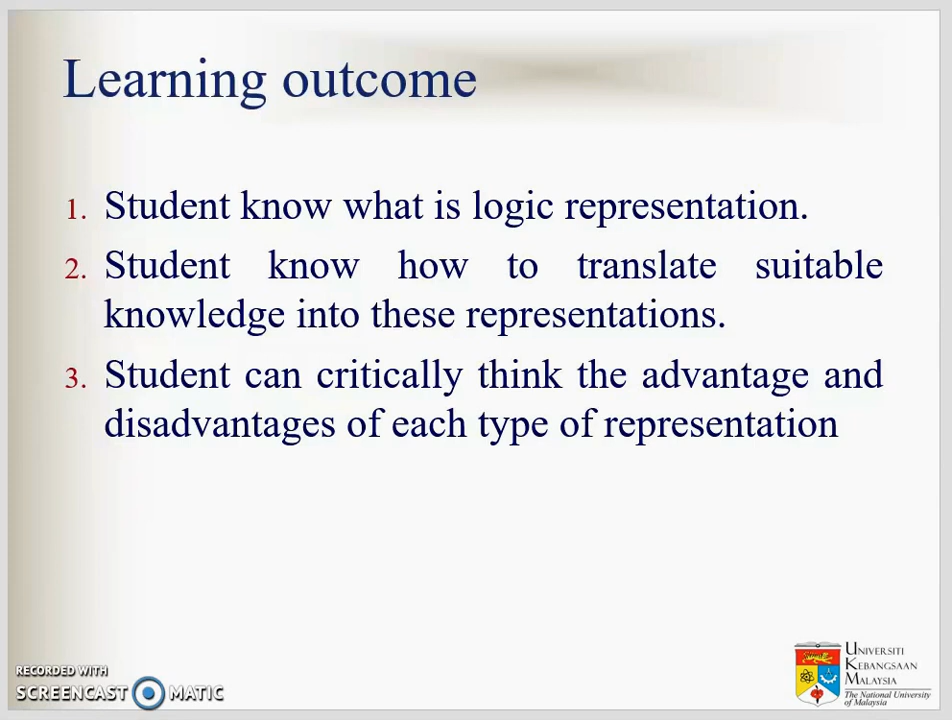 Learning outcome
1. Student know what is logic representation.
2. Student know how to translate suitable
knowledge into these representations.
3. Student can critically think the advantage and
disadvantages of each type of representation
RECORDED WITH
SCREENCAST MATIC
UNIVERSITI
KEBANGSAAN
MALAYSIA
The National University
of Malaysia